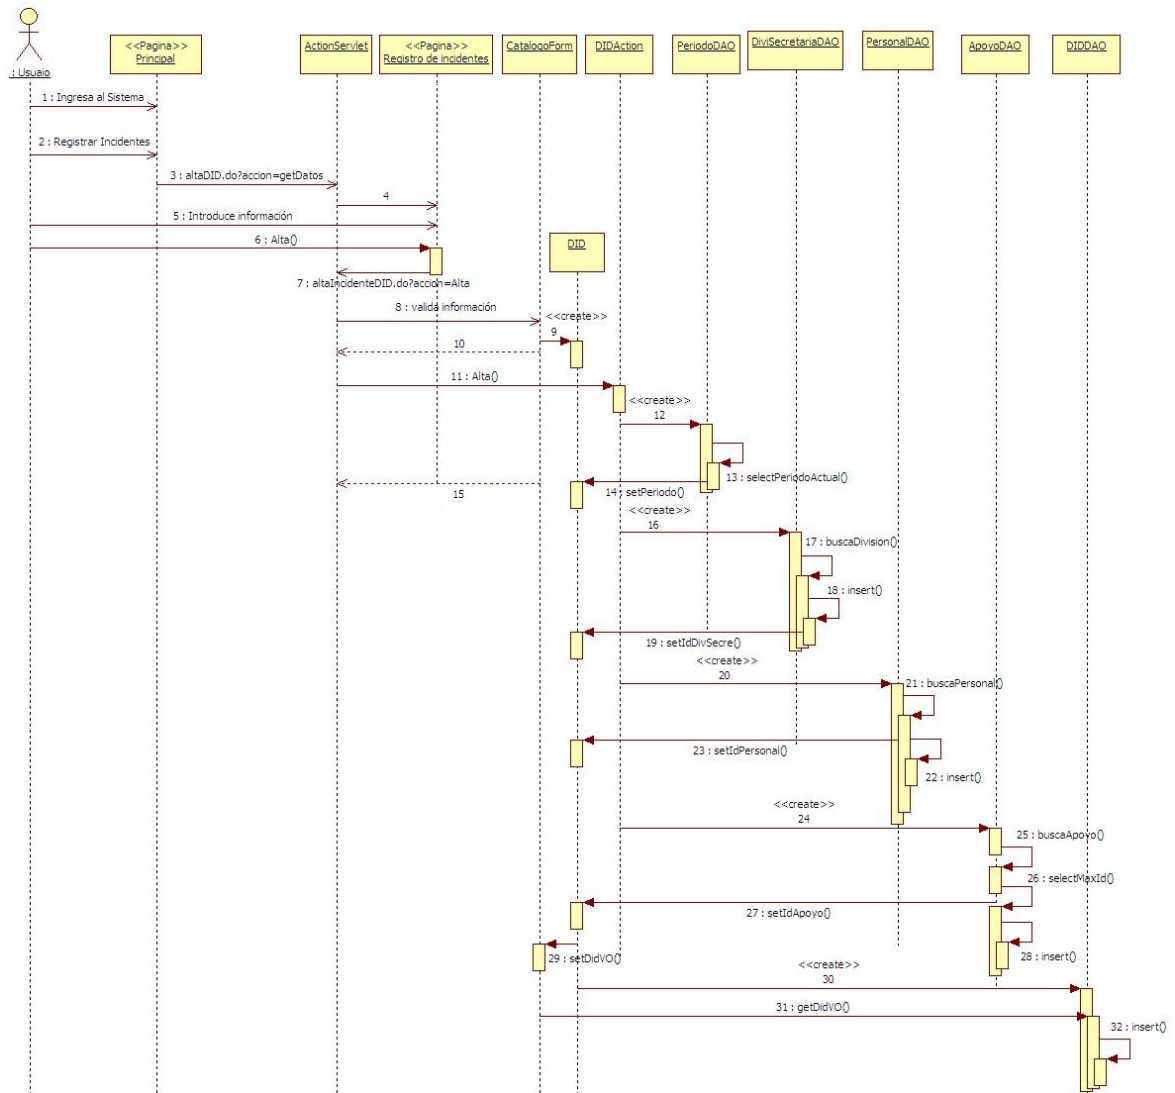 <<Pagina>>
Principal
ActionServlet
<<Pagina>>
Registro de incidentes
CatalogoForm
DIDAction
PeriodoDAO
DiviSecretariaDAO
PersonalDAO
ApoyoDAO
DIDDAO
: Usuaio
1 : Ingresa al Sistema
2 : Registrar Incidentes
3 : altaDID.do?accion=getDatos
4
5 : Introduce información
6 : Alta()
DID
7 : altaIncidenteDID.do?accion=Alta
8 : valida información
<<create>>
9
10
11 : Alta()
<<create>>
12
13 : selectPeriodoActual()
14 : setPeriodo()
15
<<create>>
16
17 : buscaDivision()
18 : insert()
19 : setIdDivSecre()
<<create>>
20
21 : buscaPersonal()
23 : setIdPersonal()
22 : insert()
<<create>>
24
25 : buscaApoyo()
26 : selectMaxId()
27 : setIdApoyo()
28 : insert()
29 : setDidVO()
<<create>>
30
31 : getDidVO()
32 : insert()